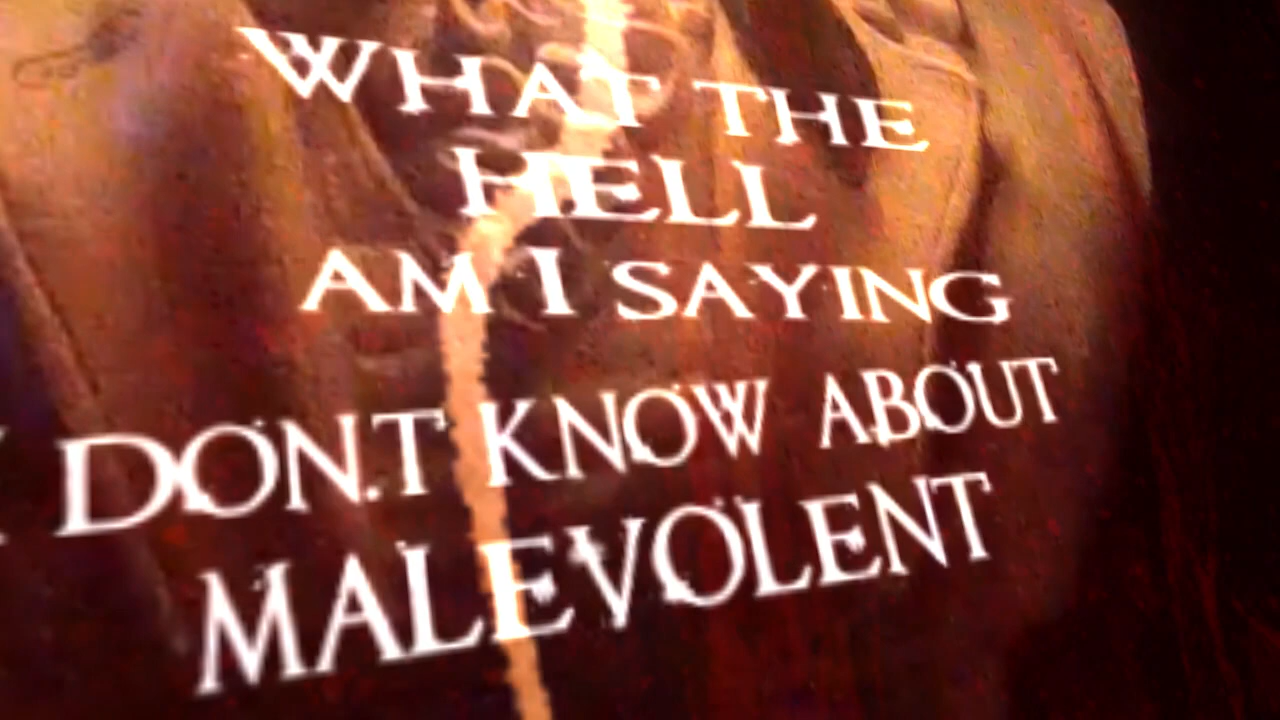 WHAT THE
HELL
AM I SAYING
DON.T KNOW ABOUT
MALEVOLENT